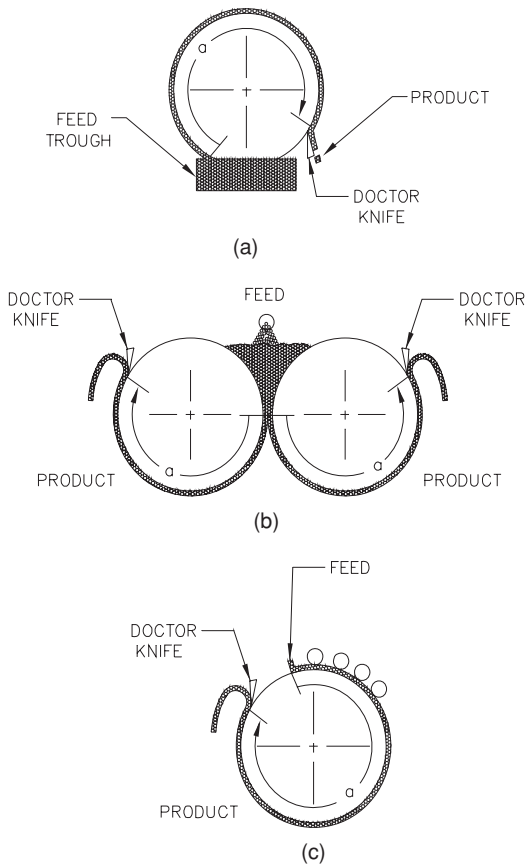 a
FEED
TROUGH
PRODUCT
DOCTOR
KNIFE
(a)
DOCTOR
KNIFE
FEED
DOCTOR
KNIFE
a
a
PRODUCT
PRODUCT
(b)
FEED
DOCTOR
KNIFE
a
PRODUCT
(c)